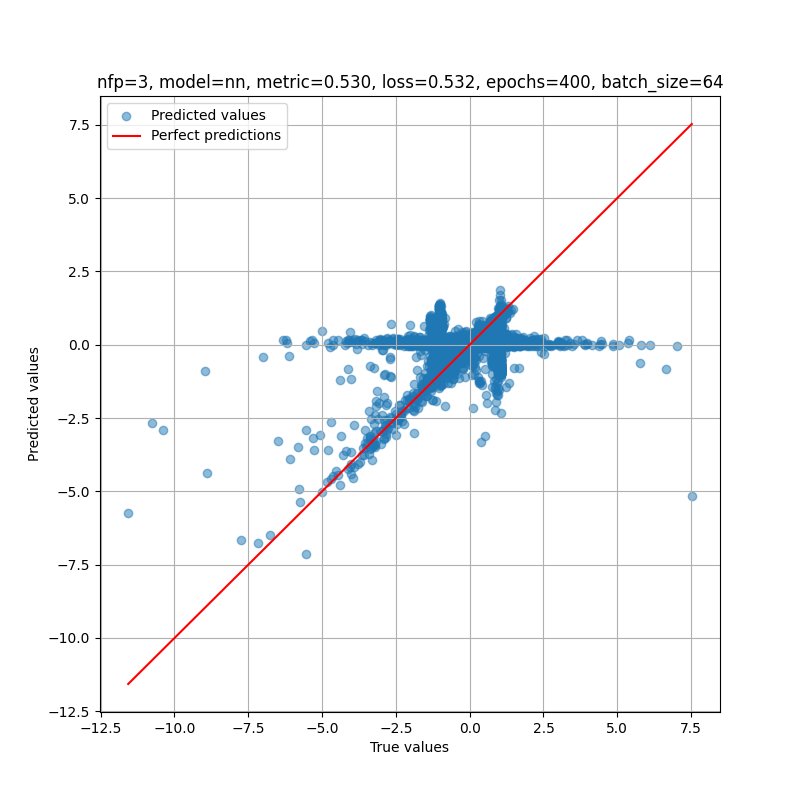 nfp=3, model=nn, metric=0.530, loss=0.532, epochs=400, batch_size=64
Predicted values
Perfect predictions
7.5
5.0
2.5
0.0
−2.5
−5.0
−7.5
−10.0
−12.5
Predicted values
−12.5 −10.0 −7.5 −5.0 −2.5 0.0 2.5 5.0 7.5
True values